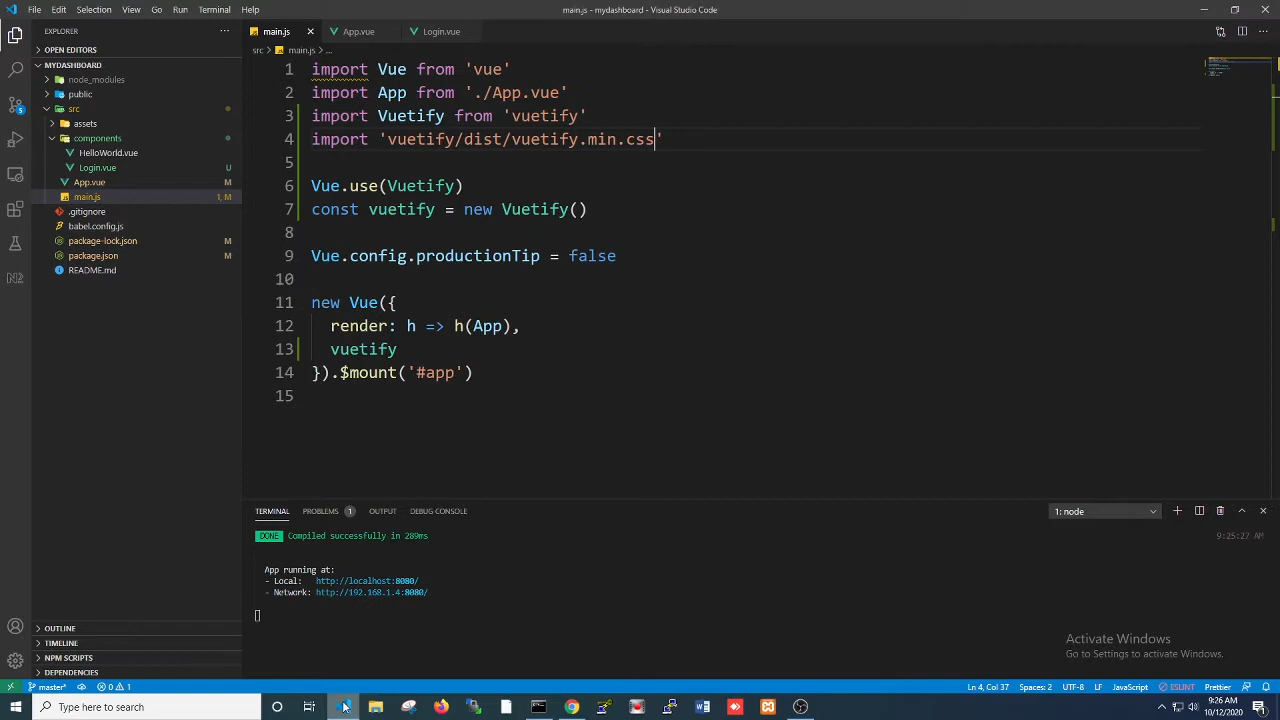 File Edit Selection View Go Run Terminal Help
main.js - mydashboard - Visual Studio Code
EXPLORER
OPEN EDITORS
MYDASHBOARD
node_modules
public
src
assets
components
HelloWorld.vue
Login.vue U
App.vue M
main.js 1, M
.gitignore
babel.config.js
package-lock.json M
package.json M
README.md
OUTLINE
TIMELINE
NPM SCRIPTS
DEPENDENCIES
main.js App.vue Login.vue
src > main.js > ...
1 import Vue from 'vue'
2 import App from './App.vue'
3 import Vuetify from 'vuetify'
4 import 'vuetify/dist/vuetify.min.css'
5
6 Vue.use(Vuetify)
7 const vuetify = new Vuetify()
8
9 Vue.config.productionTip = false
10
11 new Vue({
12 render: h => h(App),
13 vuetify
14 }).$mount('#app')
15
TERMINAL PROBLEMS 1 OUTPUT DEBUG CONSOLE 1: node
DONE Compiled successfully in 289ms 9:25:27 AM
App running at:
- Local: http://localhost:8080/
- Network: http://192.168.1.4:8080/
Activate Windows
Go to Settings to activate Windows.
master* 0 1 Ln 4, Col 37 Spaces: 2 UTF-8 LF JavaScript ESLINT Prettier
Type here to search
9:26 AM
10/12/2020